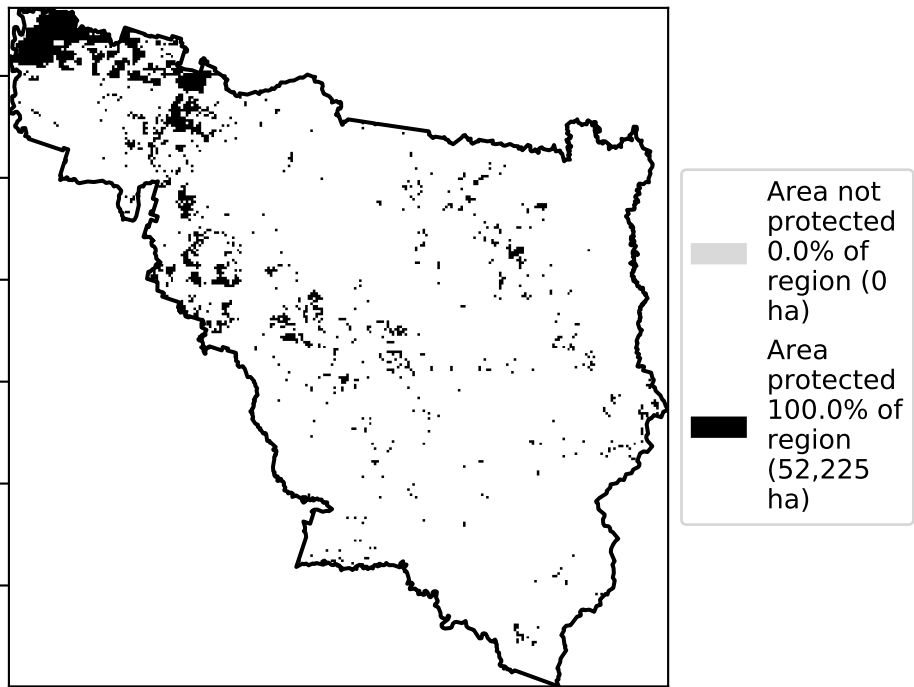 Area not
protected
0.0% of
region (0
ha)
Area
protected
100.0% of
region
(52,225
ha)